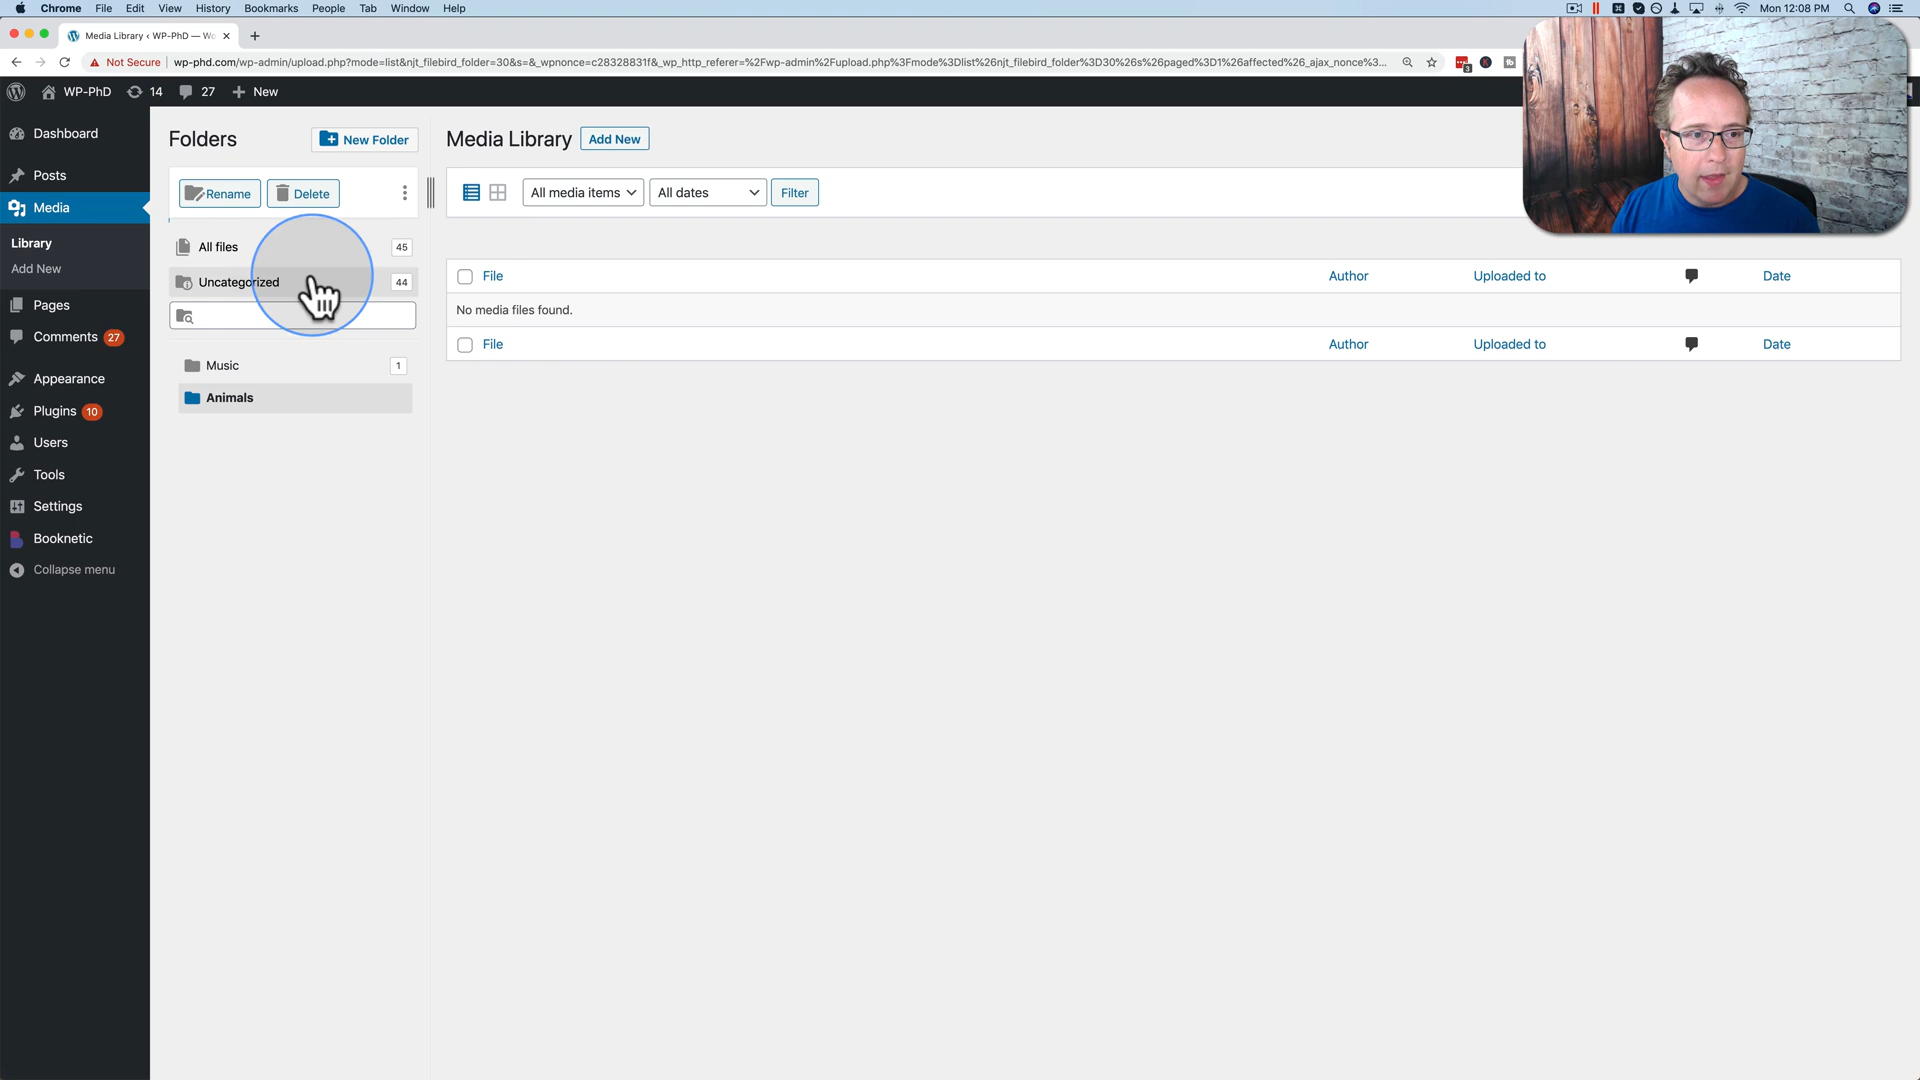 Chrome File Edit View History Bookmarks People Tab Window Help Mon 12:08 PM
Media Library ‹ WP-PhD — Wo
Not Secure wp-phd.com/wp-admin/upload.php?mode=list&njt_filebird_folder=30&s=&_wpnonce=c28328831f&_wp_http_referer=%2Fwp-admin%2Fupload.php%3Fmode%3Dlist%26njt_filebird_folder%3D30%26s%26paged%3D1%26affected%26_ajax_nonce%3...
3
WP-PhD 14 27 New
Dashboard
Posts
Media
Library
Add New
Pages
Comments 27
Appearance
Plugins 10
Users
Tools
Settings
Booknetic
Collapse menu
Folders New Folder
Rename Delete
All files 45
Uncategorized 44
Music 1
Animals
Media Library Add New
All media items All dates Filter
File Author Uploaded to Date
No media files found.
File Author Uploaded to Date